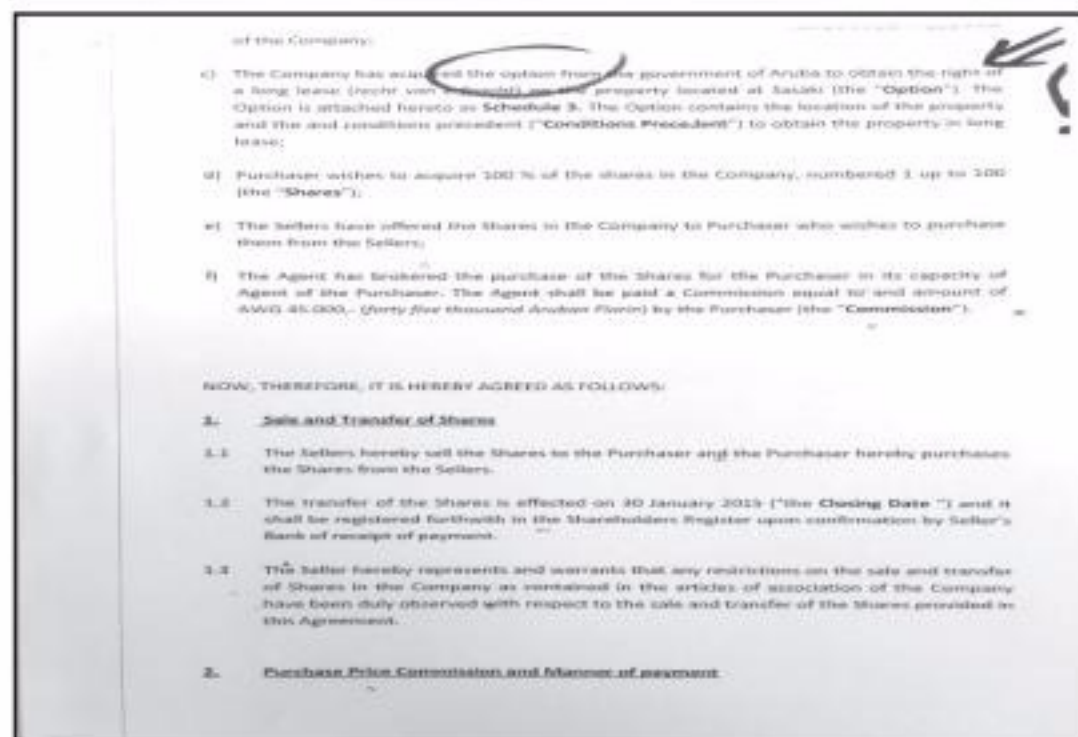 of the Company;
c) The Company has acquired the option from the government of Aruba to obtain the right of
a long lease (recht van erfpacht) on the property located at Sasaki (the "Option"). The
Option is attached hereto as Schedule 3. The Option contains the location of the property
and the and conditions precedent ("Conditions Precedent") to obtain the property in long
lease;
d) Purchaser wishes to acquire 100 % of the shares in the Company, numbered 1 up to 100
(the "Shares");
e) The Sellers have offered the Shares in the Company to Purchaser who wishes to purchase
them from the Sellers;
f) The Agent has brokered the purchase of the Shares for the Purchaser in its capacity of
Agent of the Purchaser. The Agent shall be paid a Commission equal to and amount of
AWG 45.000,- (forty five thousand Aruban Florin) by the Purchaser (the "Commission").
NOW, THEREFORE, IT IS HEREBY AGREED AS FOLLOWS:
1. Sale and Transfer of Shares
1.1 The Sellers hereby sell the Shares to the Purchaser and the Purchaser hereby purchases
the Shares from the Sellers.
1.2 The transfer of the Shares is effected on 30 January 2015 ("the Closing Date ") and it
shall be registered forthwith in the Shareholders Register upon confirmation by Seller's
Bank of receipt of payment.
1.3 The Seller hereby represents and warrants that any restrictions on the sale and transfer
of Shares in the Company as contained in the articles of association of the Company
have been duly observed with respect to the sale and transfer of the Shares provided in
this Agreement.
2. Purchase Price Commission and Manner of payment